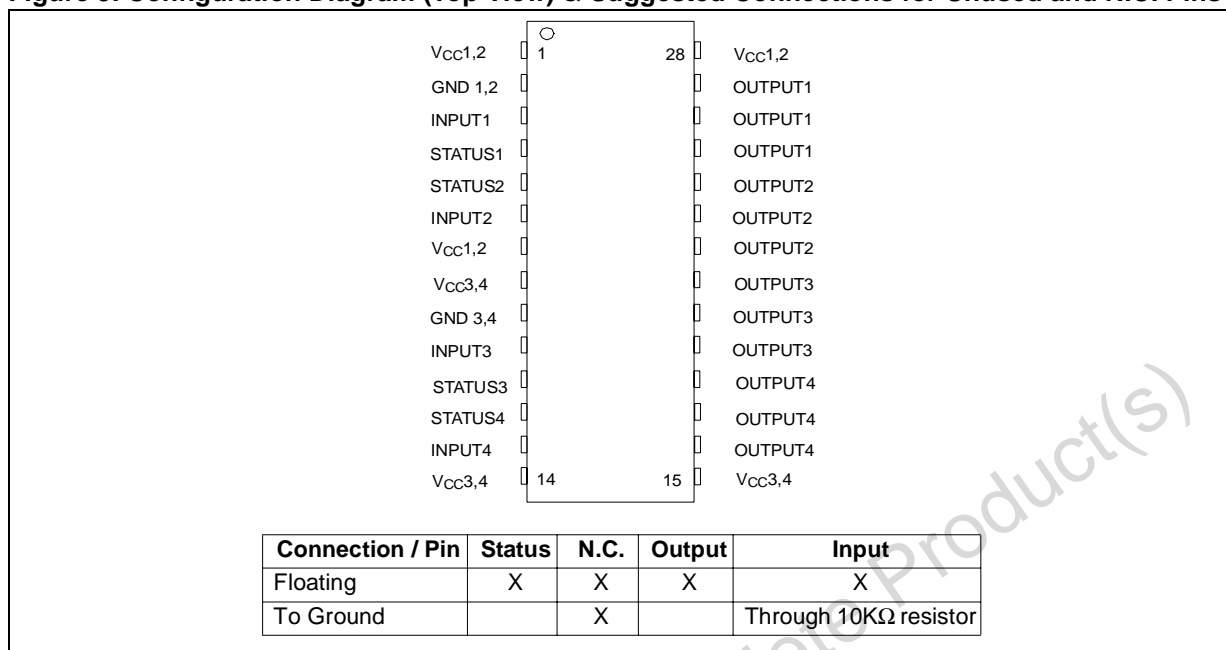 Figure 3. Configuration Diagram (Top View) & Suggested Connections for Unused and N.C. Pins
VCC1,2 1 28 VCC1,2
GND 1,2 OUTPUT1
INPUT1 OUTPUT1
STATUS1 OUTPUT1
STATUS2 OUTPUT2
INPUT2 OUTPUT2
VCC1,2 OUTPUT2
VCC3,4 OUTPUT3
GND 3,4 OUTPUT3
INPUT3 OUTPUT3
STATUS3 OUTPUT4
STATUS4 OUTPUT4
INPUT4 OUTPUT4
VCC3,4 14 15 VCC3,4
Connection / Pin Status N.C. Output Input
Floating X X X X
To Ground X Through 10KΩ resistor
ete Product(s)